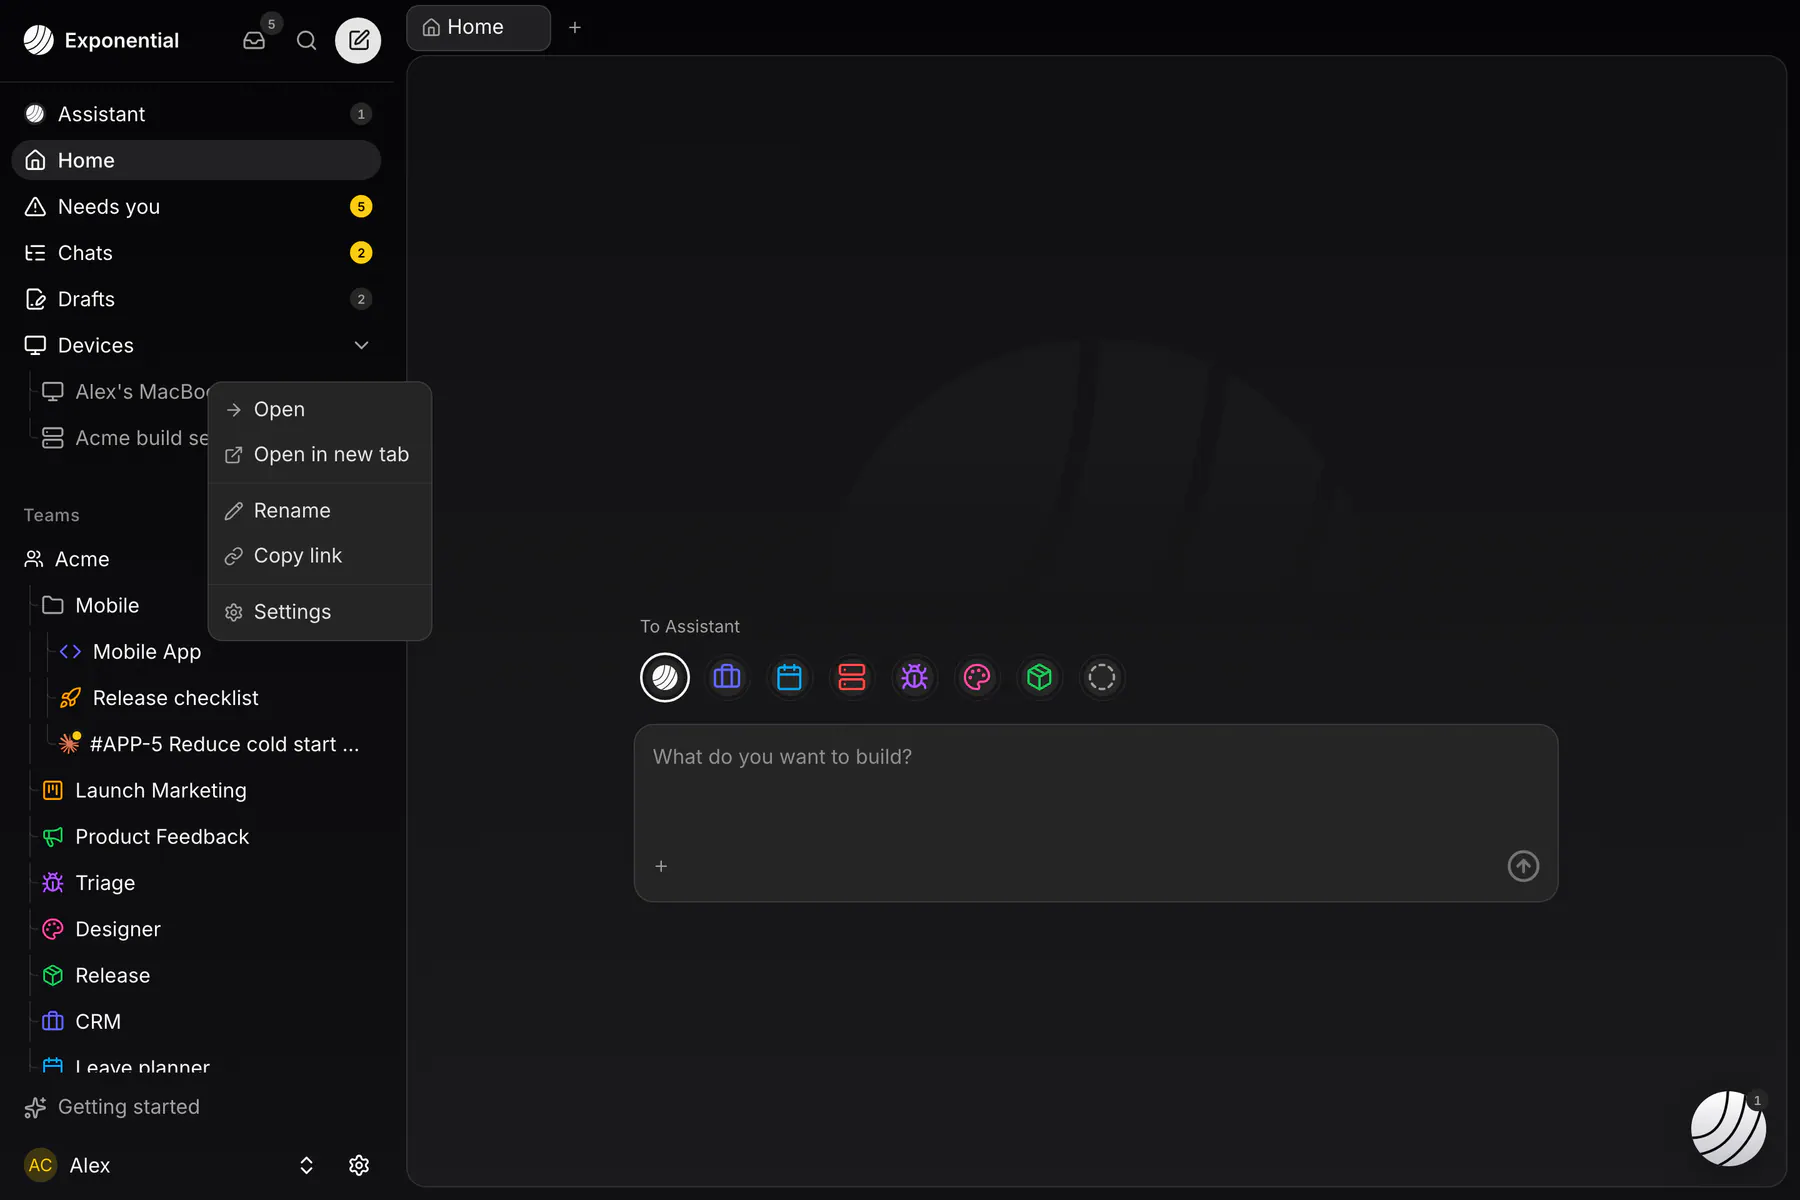 Exponential
5
Home
Assistant
1
Home
Needs you
5
Chats
2
Drafts
2
Devices
Alex's MacBoo
Acme build se
Open
Open in new tab
Rename
Copy link
Settings
Teams
Acme
Mobile
Mobile App
Release checklist
#APP-5 Reduce cold start ...
Launch Marketing
Product Feedback
Triage
Designer
Release
CRM
Leave planner
Getting started
AC
Alex
To Assistant
What do you want to build?
1